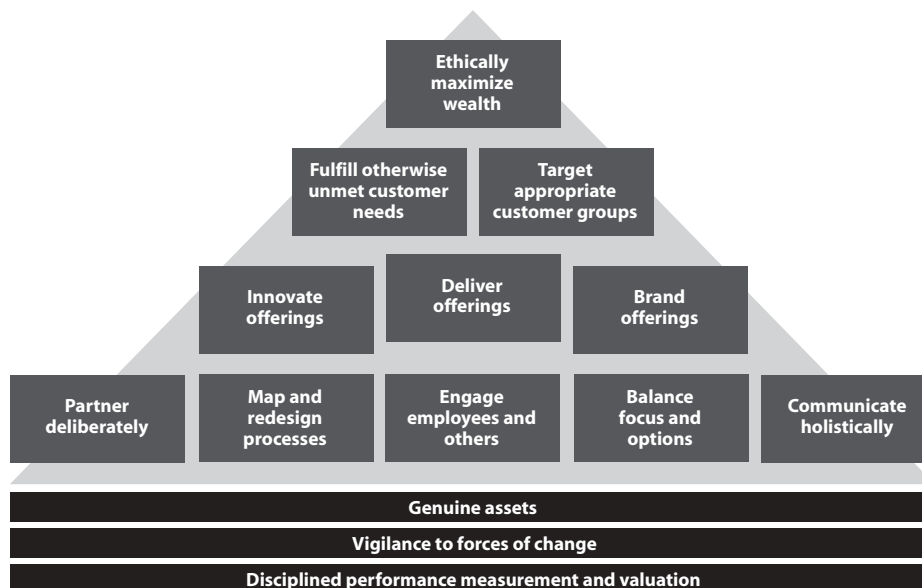 Ethically
maximize
wealth
Fulfill otherwise
unmet customer
needs
Target
appropriate
customer groups
Innovate
offerings
Deliver
offerings
Brand
offerings
Partner
deliberately
Map and
redesign
processes
Engage
employees and
others
Balance
focus and
options
Communicate
holistically
Genuine assets
Vigilance to forces of change
Disciplined performance measurement and valuation